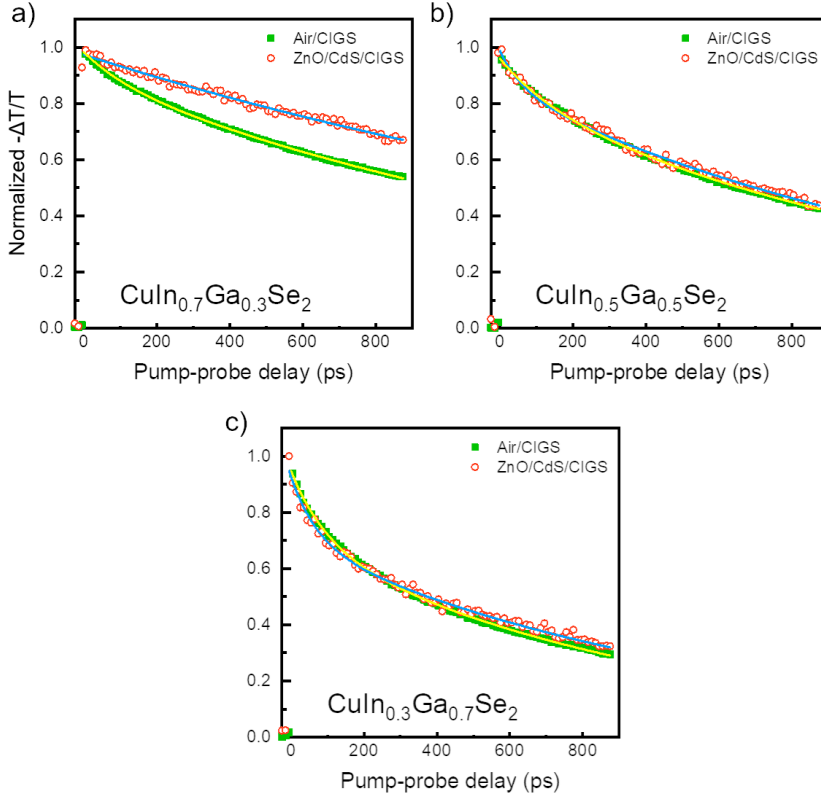 a)
Air/CIGS
ZnO/CdS/CIGS
Normalized -ΔT/T
1.0
0.8
0.6
0.4
0.2
0.0
CuIn0.7Ga0.3Se2
0 200 400 600 800
Pump-probe delay (ps)
b)
Air/CIGS
ZnO/CdS/CIGS
1.0
0.8
0.6
0.4
0.2
0.0
CuIn0.5Ga0.5Se2
0 200 400 600 800
Pump-probe delay (ps)
c)
Air/CIGS
ZnO/CdS/CIGS
1.0
0.8
0.6
0.4
0.2
0.0
CuIn0.3Ga0.7Se2
0 200 400 600 800
Pump-probe delay (ps)